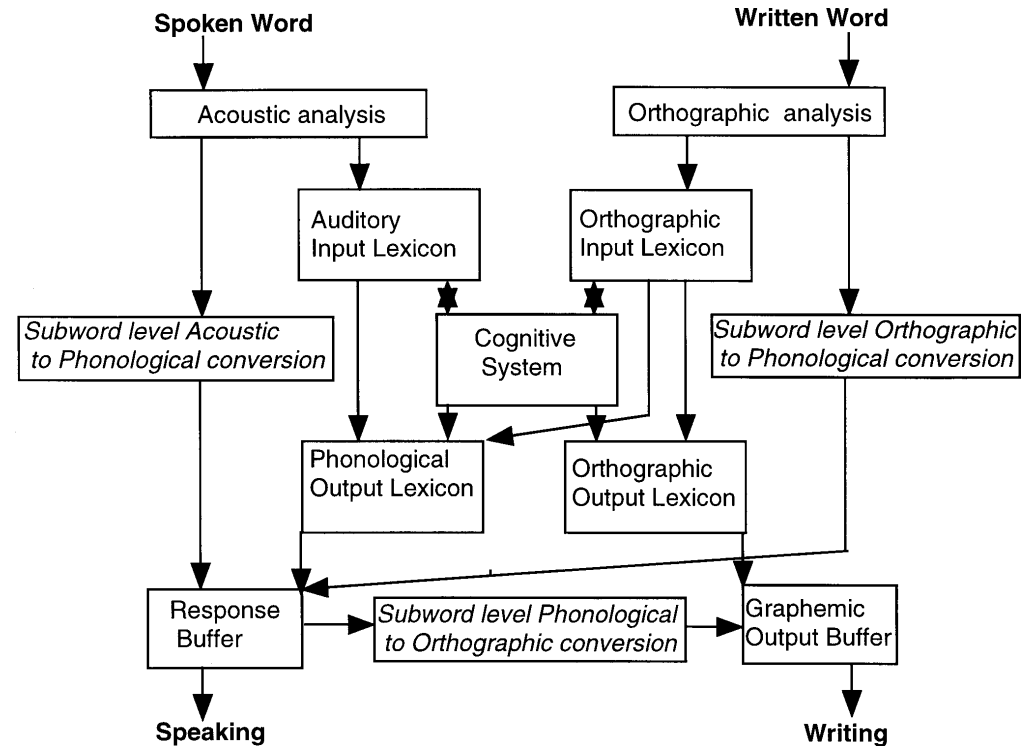 Spoken Word
Written Word
Acoustic analysis
Orthographic analysis
Auditory
Input Lexicon
Orthographic
Input Lexicon
Subword level Acoustic
to Phonological conversion
Cognitive
System
Subword level Orthographic
to Phonological conversion
Phonological
Output Lexicon
Orthographic
Output Lexicon
Response
Buffer
Subword level Phonological
to Orthographic conversion
Graphemic
Output Buffer
Speaking
Writing